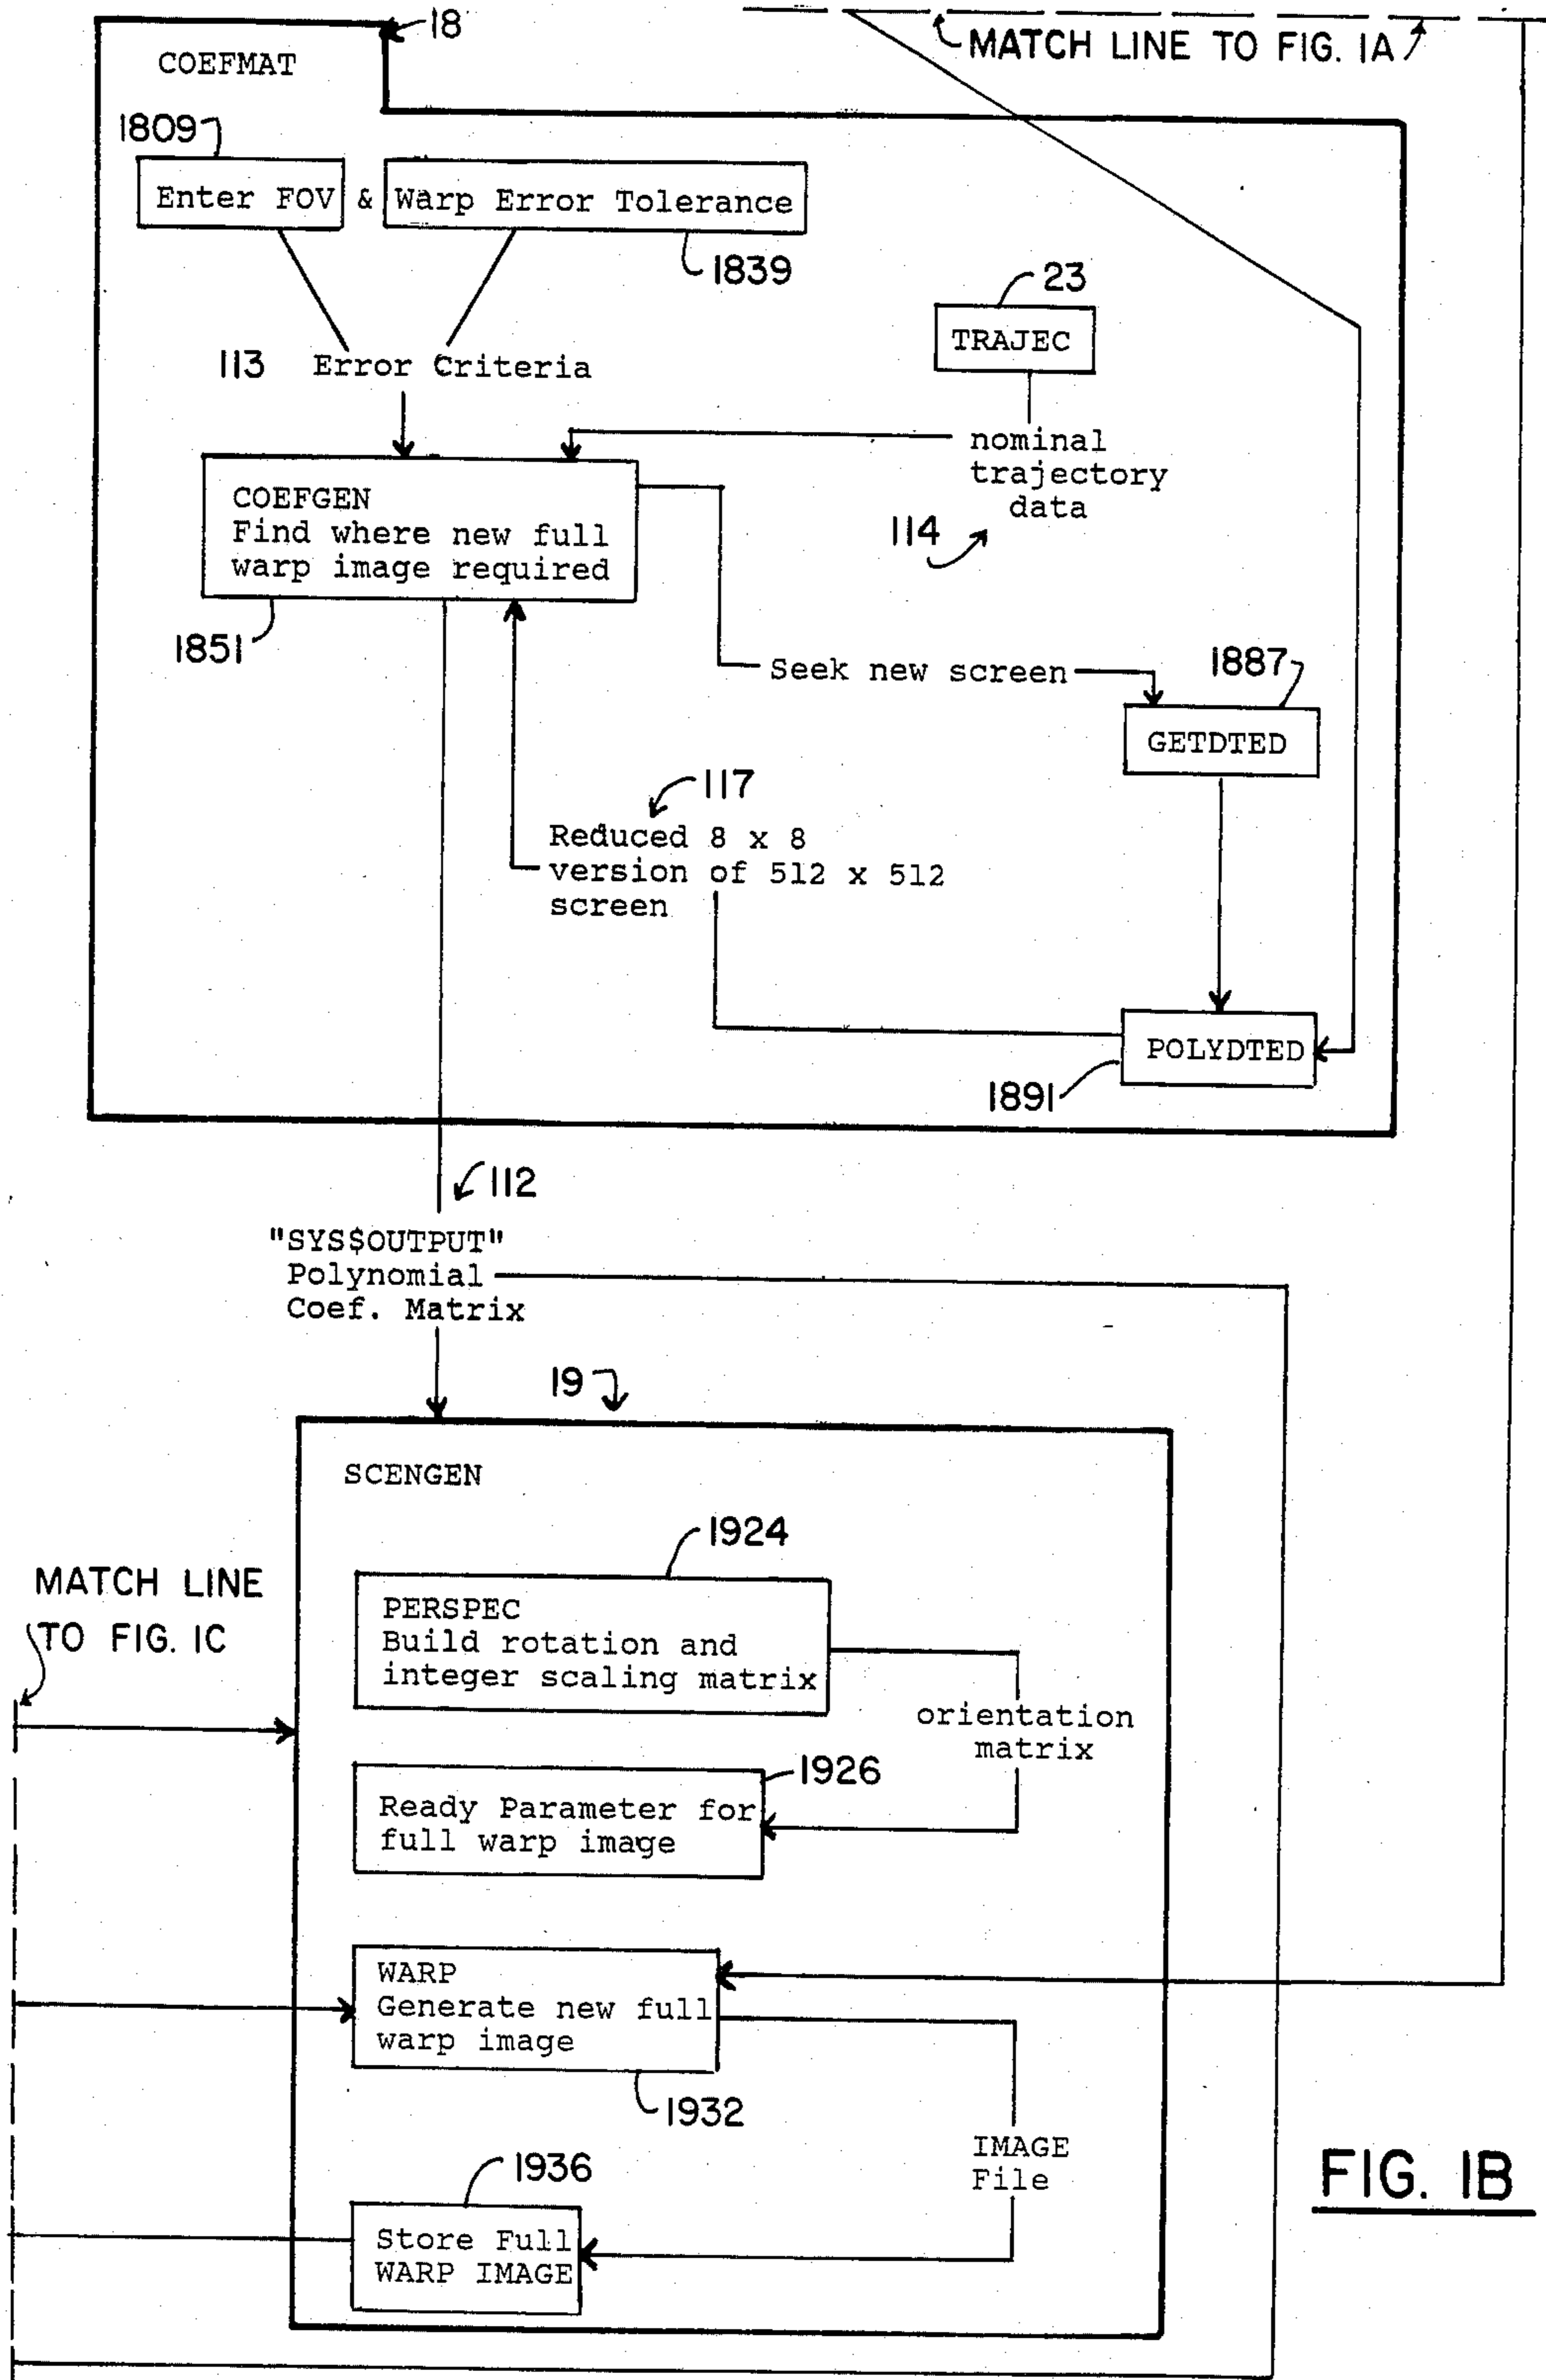 18
MATCH LINE TO FIG. 1A
COEFMAT
1809
Enter FOV & Warp Error Tolerance
1839
23
TRAJEC
113 Error Criteria
nominal
trajectory
data
114
COEFGEN
Find where new full
warp image required
1851
Seek new screen
1887
GETDTED
117
Reduced 8 x 8
version of 512 x 512
screen
POLYDTED
1891
112
"SYS$OUTPUT"
Polynomial
Coef. Matrix
19
SCENGEN
1924
MATCH LINE
TO FIG. 1C
PERSPEC
Build rotation and
integer scaling matrix
orientation
matrix
1926
Ready Parameter for
full warp image
WARP
Generate new full
warp image
1932
IMAGE
File
1936
Store Full
WARP IMAGE
FIG. 1B